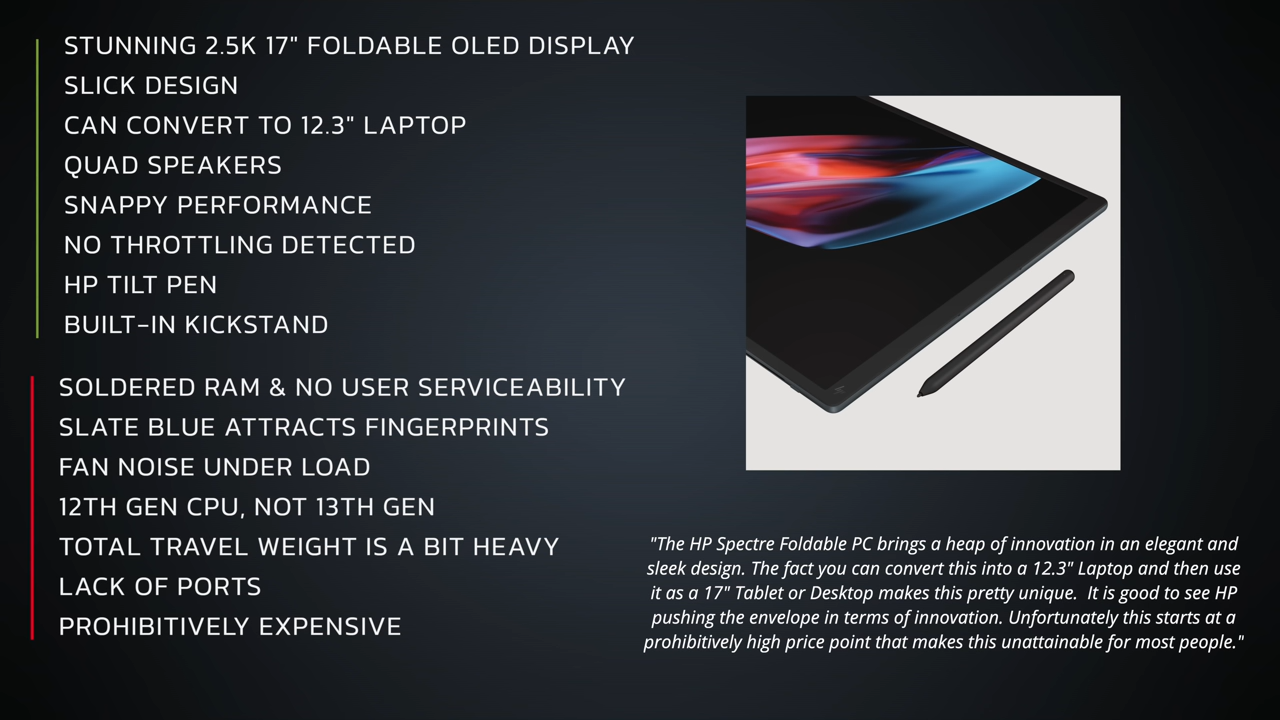 STUNNING 2.5K 17" FOLDABLE OLED DISPLAY
SLICK DESIGN
CAN CONVERT TO 12.3" LAPTOP
QUAD SPEAKERS
SNAPPY PERFORMANCE
NO THROTTLING DETECTED
HP TILT PEN
BUILT-IN KICKSTAND
SOLDERED RAM & NO USER SERVICEABILITY
SLATE BLUE ATTRACTS FINGERPRINTS
FAN NOISE UNDER LOAD
12TH GEN CPU, NOT 13TH GEN
TOTAL TRAVEL WEIGHT IS A BIT HEAVY
LACK OF PORTS
PROHIBITIVELY EXPENSIVE
"The HP Spectre Foldable PC brings a heap of innovation in an elegant and
sleek design. The fact you can convert this into a 12.3" Laptop and then use
it as a 17" Tablet or Desktop makes this pretty unique.  It is good to see HP
pushing the envelope in terms of innovation. Unfortunately this starts at a
prohibitively high price point that makes this unattainable for most people."